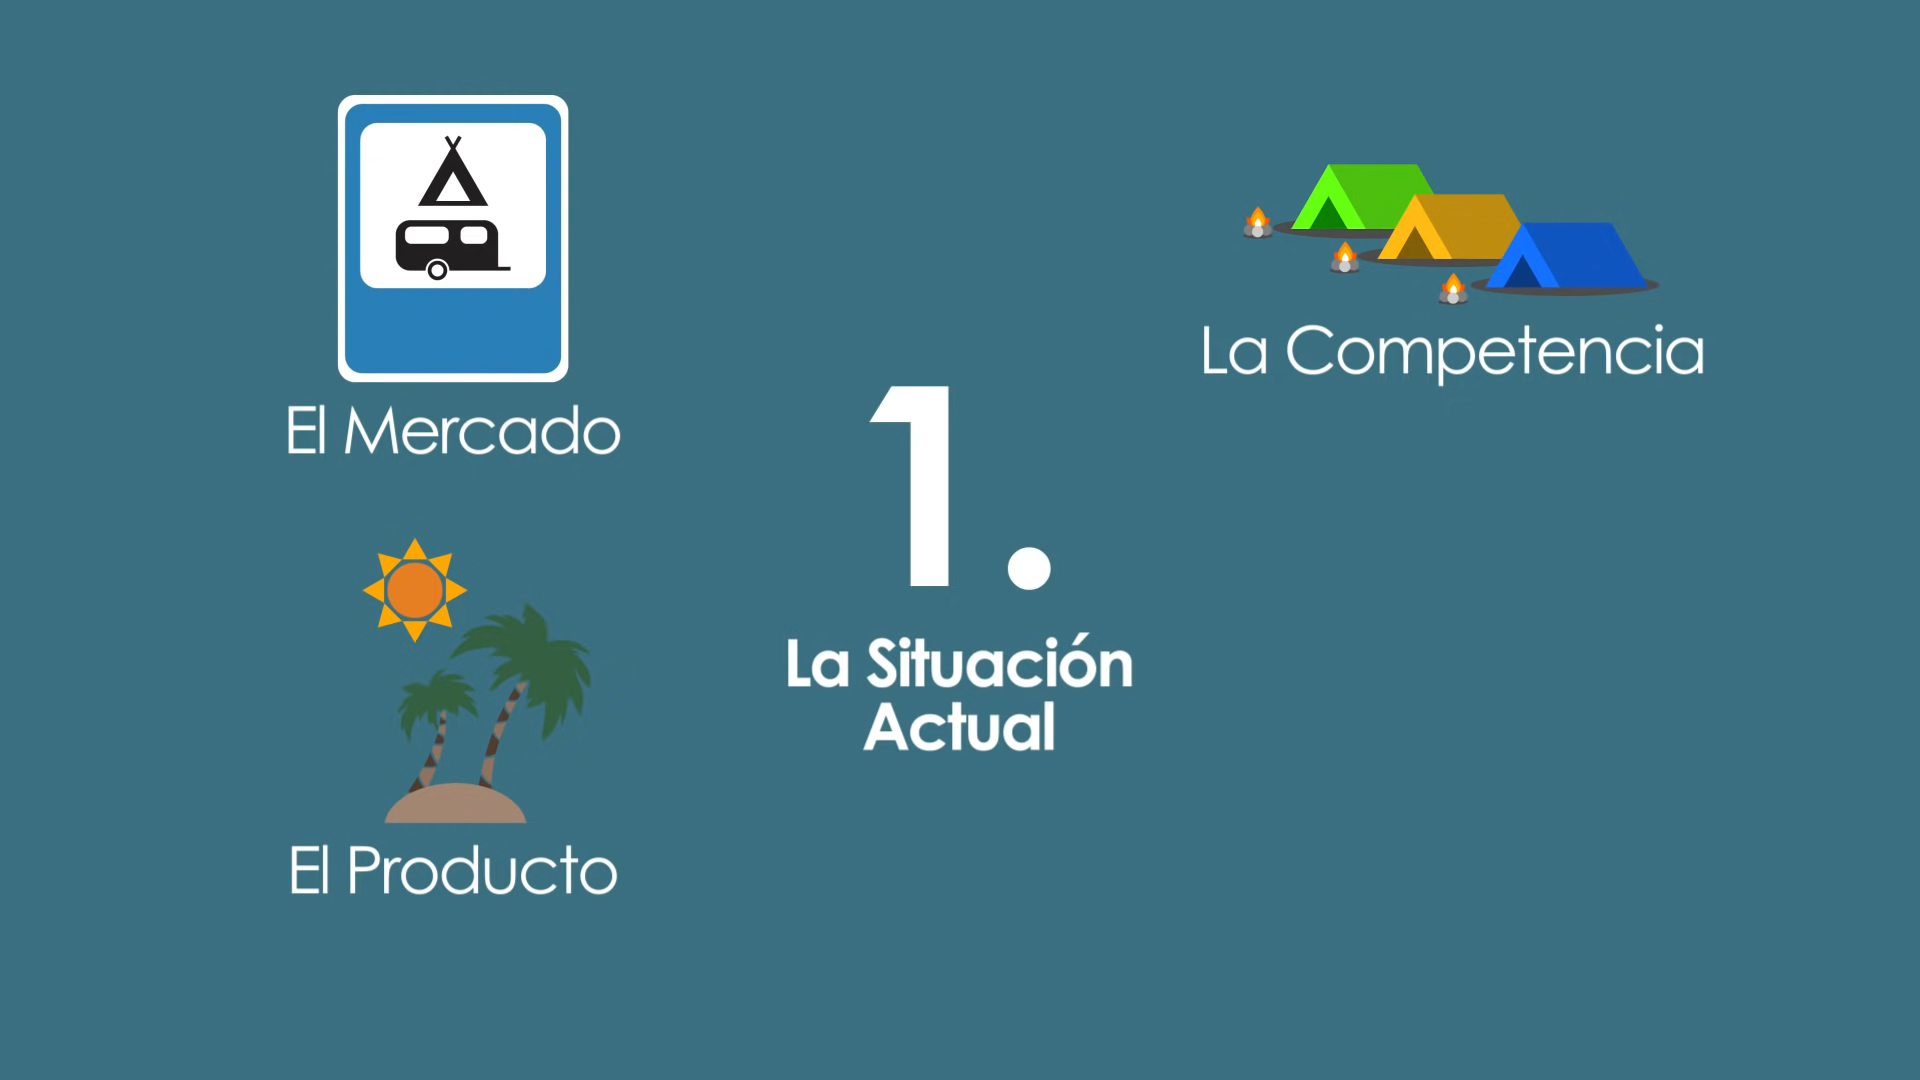 El Mercado
El Producto
1.
La Situación
Actual
La Competencia